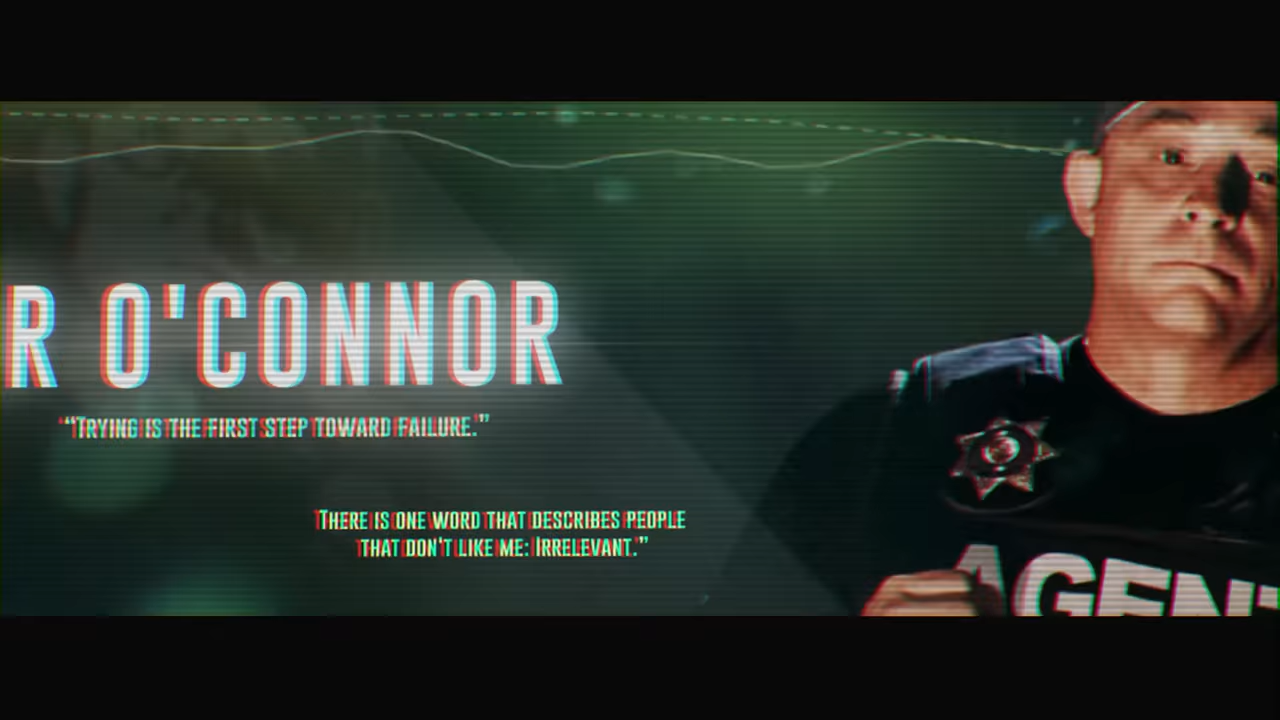 R O'CONNOR
“TRYING IS THE FIRST STEP TOWARD FAILURE.”
THERE IS ONE WORD THAT DESCRIBES PEOPLE
THAT DON'T LIKE ME: IRRELEVANT.”
AGENT